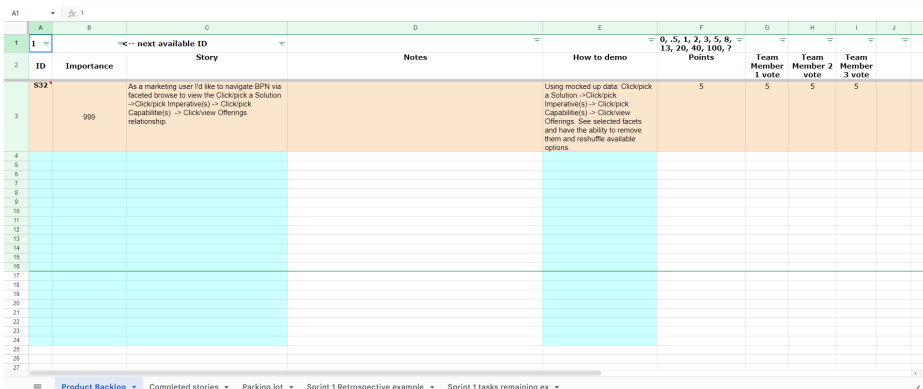 A1 fx 1
A B C D E F G H I J
1 1 <-- next available ID 0, .5, 1, 2, 3, 5, 8,
13, 20, 40, 100, ?
2 ID Importance Story Notes How to demo Points Team Member 1 vote Team Member 2 vote Team Member 3 vote
3 S32 999 5 5 5 5
As a marketing user I'd like to navigate BPN via
faceted browse to view the Click/pick a Solution
->Click/pick Imperative(s) -> Click/pick
Capabilitie(s) -> Click/view Offerings
relationship.
Using mocked up data: Click/pick
a Solution ->Click/pick
Imperative(s) -> Click/pick
Capabilitie(s) -> Click/view
Offerings. See selected facets
and have the ability to remove
them and reshuffle available
options.
4
5
6
7
8
9
10
11
12
13
14
15
16
17
18
19
20
21
22
23
24
25
26
27
Product Backlog Completed stories Parking lot Sprint 1 Retrospective example Sprint 1 tasks remaining ex